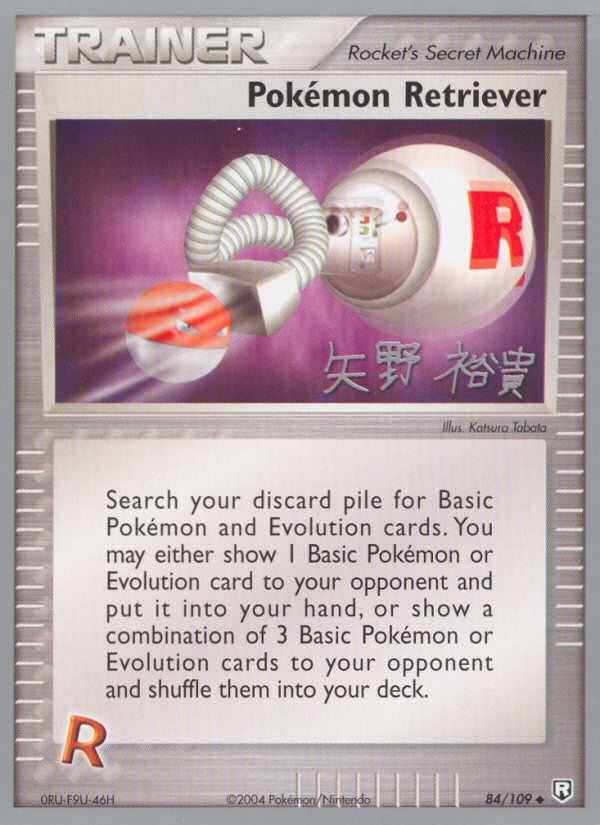 TRAINER
Rocket's Secret Machine
Pokémon Retriever
R
矢野 裕貴
Illus. Katsura Tabata
Search your discard pile for Basic
Pokémon and Evolution cards. You
may either show 1 Basic Pokémon or
Evolution card to your opponent and
put it into your hand, or show a
combination of 3 Basic Pokémon or
Evolution cards to your opponent
and shuffle them into your deck.
R
0RU-F9U-46H
©2004 Pokémon/Nintendo
84/109 ◆ R